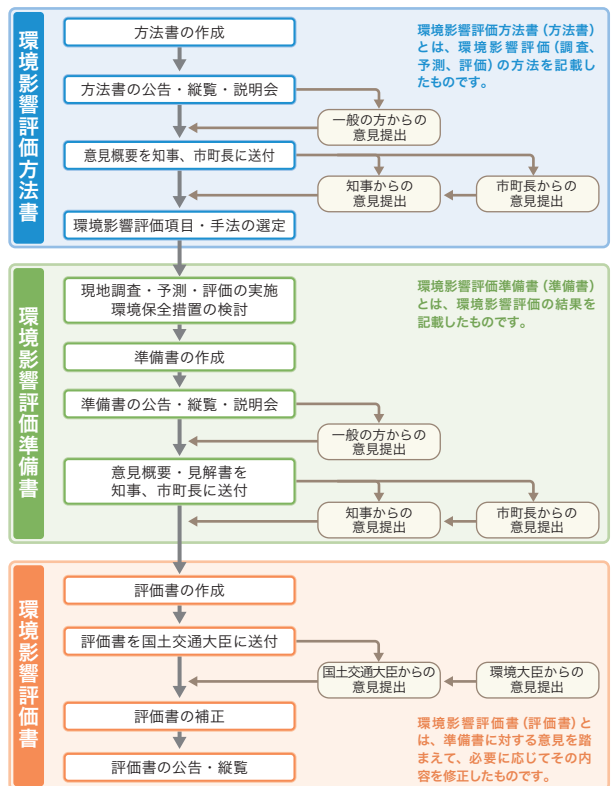 環境影響評価方法書
方法書の作成
環境影響評価方法書（方法書）
とは、環境影響評価（調査、
予測、評価）の方法を記載し
たものです。
方法書の公告・縦覧・説明会
一般の方からの
意見提出
意見概要を知事、市町長に送付
知事からの
意見提出
市町長からの
意見提出
環境影響評価項目・手法の選定
環境影響評価準備書
現地調査・予測・評価の実施
環境保全措置の検討
環境影響評価準備書（準備書）
とは、環境影響評価の結果を
記載したものです。
準備書の作成
準備書の公告・縦覧・説明会
一般の方からの
意見提出
意見概要・見解書を
知事、市町長に送付
知事からの
意見提出
市町長からの
意見提出
環境影響評価書
評価書の作成
評価書を国土交通大臣に送付
国土交通大臣からの
意見提出
環境大臣からの
意見提出
評価書の補正
環境影響評価書（評価書）と
は、準備書に対する意見を踏
まえて、必要に応じてその内
容を修正したものです。
評価書の公告・縦覧